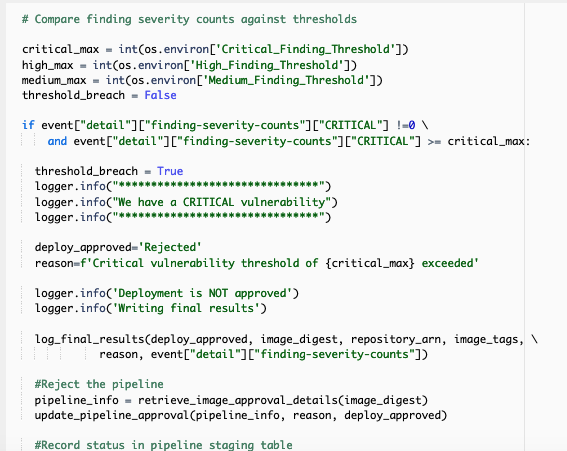 # Compare finding severity counts against thresholds
critical_max = int(os.environ['Critical_Finding_Threshold'])
high_max = int(os.environ['High_Finding_Threshold'])
medium_max = int(os.environ['Medium_Finding_Threshold'])
threshold_breach = False
if event["detail"]["finding-severity-counts"]["CRITICAL"] !=0 \
and event["detail"]["finding-severity-counts"]["CRITICAL"] >= critical_max:
threshold_breach = True
logger.info("*******************************")
logger.info("We have a CRITICAL vulnerability")
logger.info("*******************************")
deploy_approved='Rejected'
reason=f'Critical vulnerability threshold of {critical_max} exceeded'
logger.info('Deployment is NOT approved')
logger.info('Writing final results')
log_final_results(deploy_approved, image_digest, repository_arn, image_tags, \
reason, event["detail"]["finding-severity-counts"])
#Reject the pipeline
pipeline_info = retrieve_image_approval_details(image_digest)
update_pipeline_approval(pipeline_info, reason, deploy_approved)
#Record status in pipeline staging table